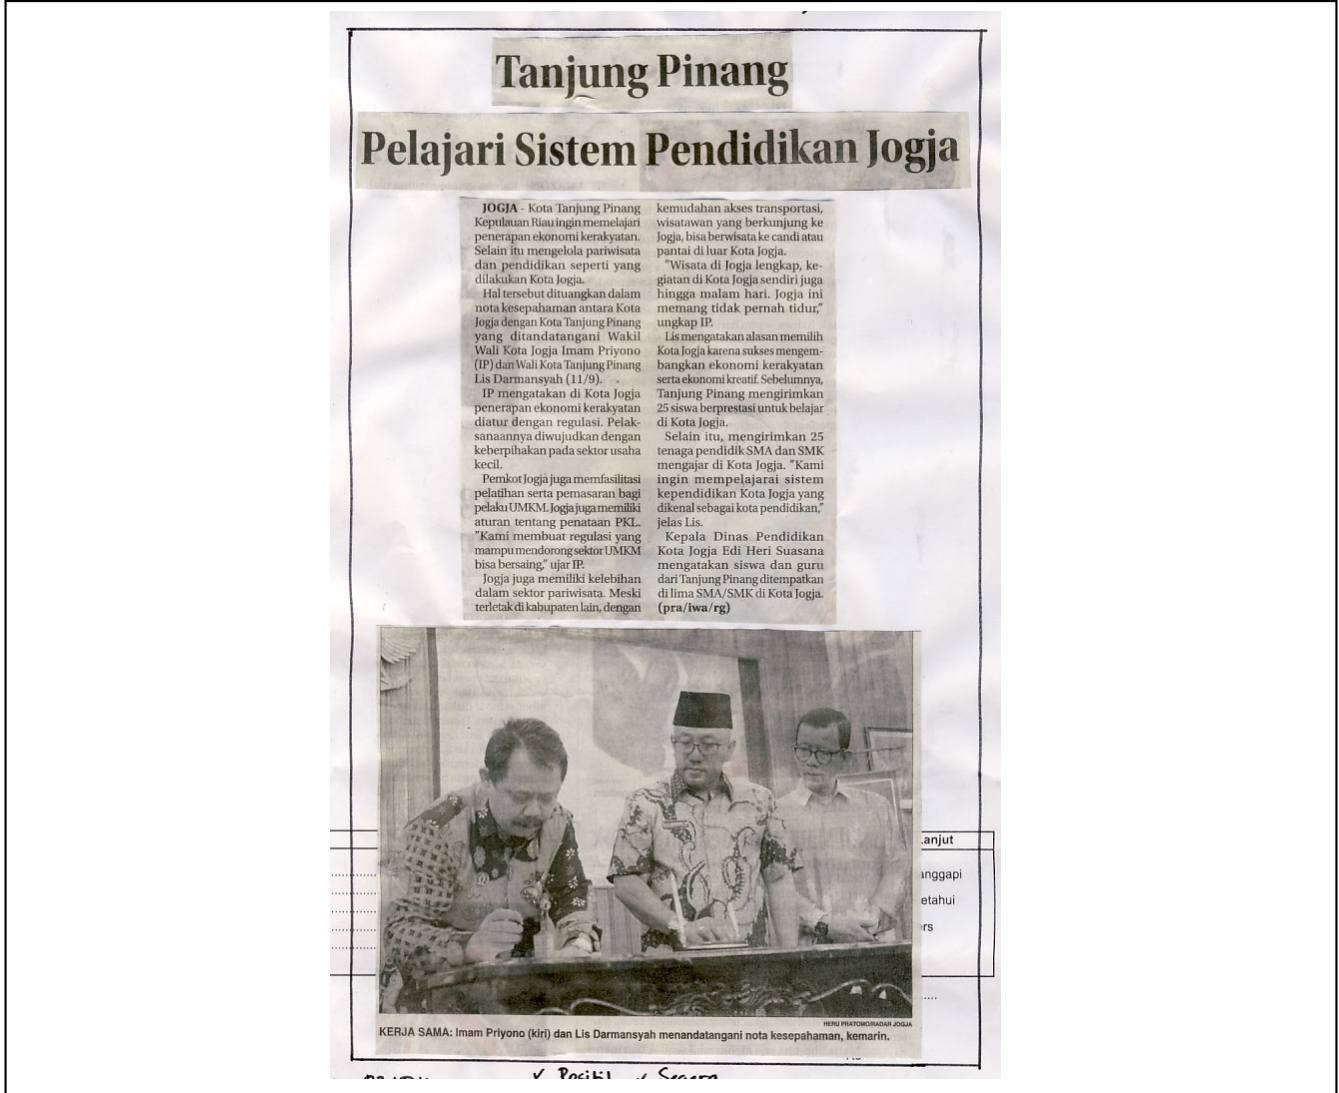 Tanjung Pinang
Pelajari Sistem Pendidikan Jogja
JOGJA - Kota Tanjung Pinang
Kepulauan Riau ingin memelajari
penerapan ekonomi kerakyatan.
Selain itu mengelola pariwisata
dan pendidikan seperti yang
dilakukan Kota Jogja.
Hal tersebut dituangkan dalam
nota kesepahaman antara Kota
Jogja dengan Kota Tanjung Pinang
yang ditandatangani Wakil
Wali Kota Jogja Imam Priyono
(IP) dan Wali Kota Tanjung Pinang
Lis Darmansyah (11/9).
IP mengatakan di Kota Jogja
penerapan ekonomi kerakyatan
diatur dengan regulasi. Pelak-
sanaannya diwujudkan dengan
keberpihakan pada sektor usaha
kecil.
Pemkot Jogja juga memfasilitasi
pelatihan serta pemasaran bagi
pelaku UMKM. Jogja juga memiliki
aturan tentang penataan PKL.
"Kami membuat regulasi yang
mampu mendorong sektor UMKM
bisa bersaing," ujar IP.
Jogja juga memiliki kelebihan
dalam sektor pariwisata. Meski
terletak di kabupaten lain, dengan
kemudahan akses transportasi,
wisatawan yang berkunjung ke
Jogja, bisa berwisata ke candi atau
pantai di luar Kota Jogja.
"Wisata di Jogja lengkap, ke-
giatan di Kota Jogja sendiri juga
hingga malam hari. Jogja ini
memang tidak pernah tidur,"
ungkap IP.
Lis mengatakan alasan memilih
Kota Jogja karena sukses mengem-
bangkan ekonomi kerakyatan
serta ekonomi kreatif. Sebelumnya,
Tanjung Pinang mengirimkan
25 siswa berprestasi untuk belajar
di Kota Jogja.
Selain itu, mengirimkan 25
tenaga pendidik SMA dan SMK
mengajar di Kota Jogja. "Kami
ingin mempelajarai sistem
kependidikan Kota Jogja yang
dikenal sebagai kota pendidikan,"
jelas Lis.
Kepala Dinas Pendidikan
Kota Jogja Edi Heri Suasana
mengatakan siswa dan guru
dari Tanjung Pinang ditempatkan
di lima SMA/SMK di Kota Jogja.
(pra/iwa/rg)
anjut
anggapi
etahui
rs
HERU PRATOMO/RADAR JOGJA
KERJA SAMA: Imam Priyono (kiri) dan Lis Darmansyah menandatangani nota kesepahaman, kemarin.